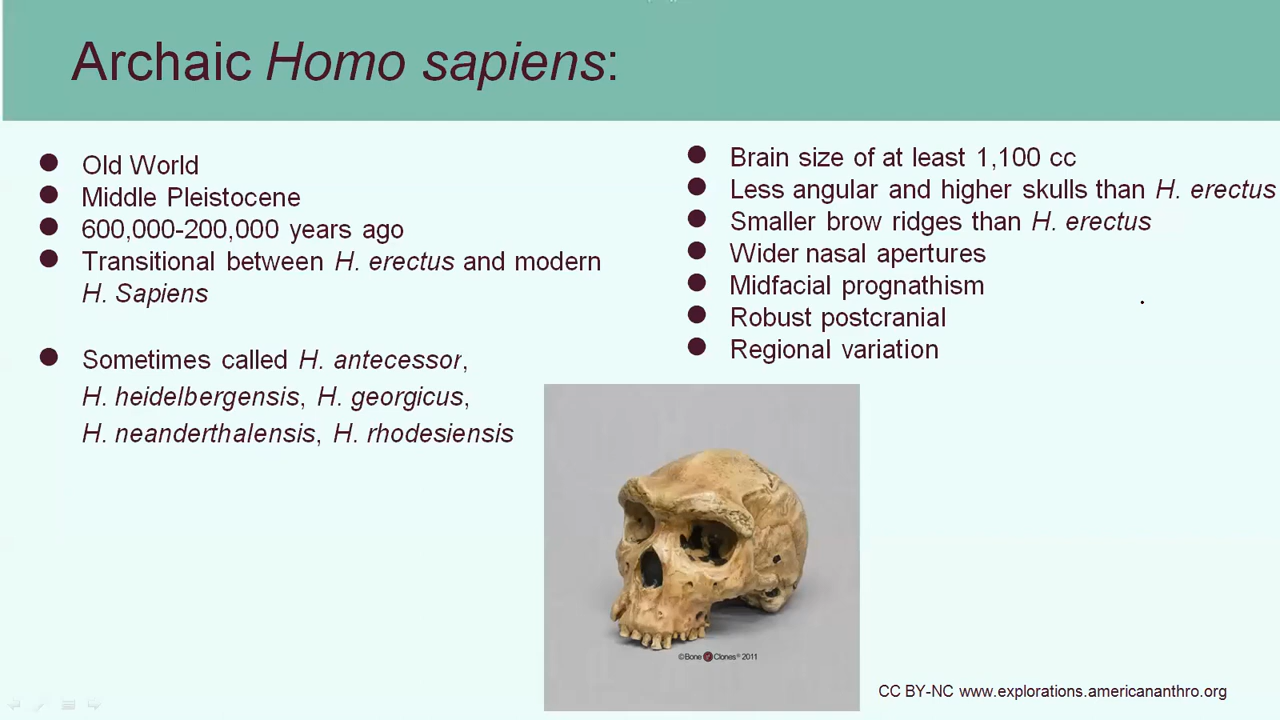 Archaic Homo sapiens:
Old World
Middle Pleistocene
600,000-200,000 years ago
Transitional between H. erectus and modern
H. Sapiens
Sometimes called H. antecessor,
H. heidelbergensis, H. georgicus,
H. neanderthalensis, H. rhodesiensis
Brain size of at least 1,100 cc
Less angular and higher skulls than H. erectus
Smaller brow ridges than H. erectus
Wider nasal apertures
Midfacial prognathism
Robust postcranial
Regional variation
©Bone Clones® 2011
CC BY-NC www.explorations.americananthro.org